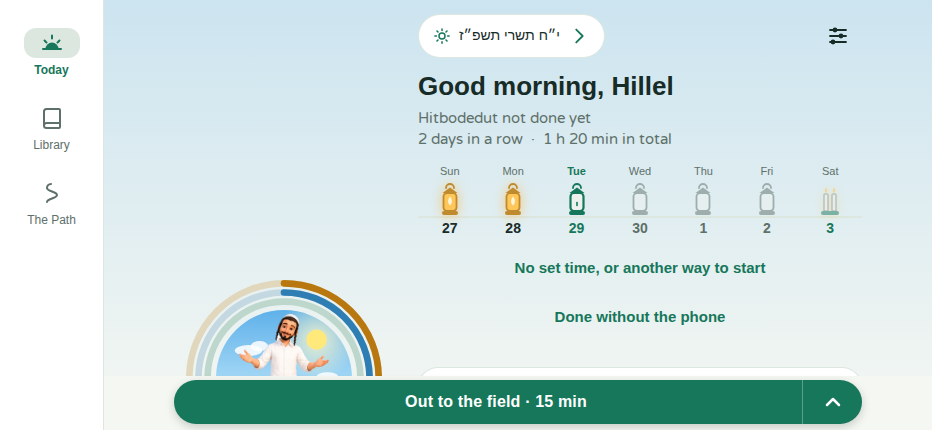 Today
Library
The Path
י״ח תשרי תשפ״ז
Good morning, Hillel
Hitbodedut not done yet
2 days in a row · 1 h 20 min in total
Sun Mon Tue Wed Thu Fri Sat
27 28 29 30 1 2 3
No set time, or another way to start
Done without the phone
Out to the field · 15 min